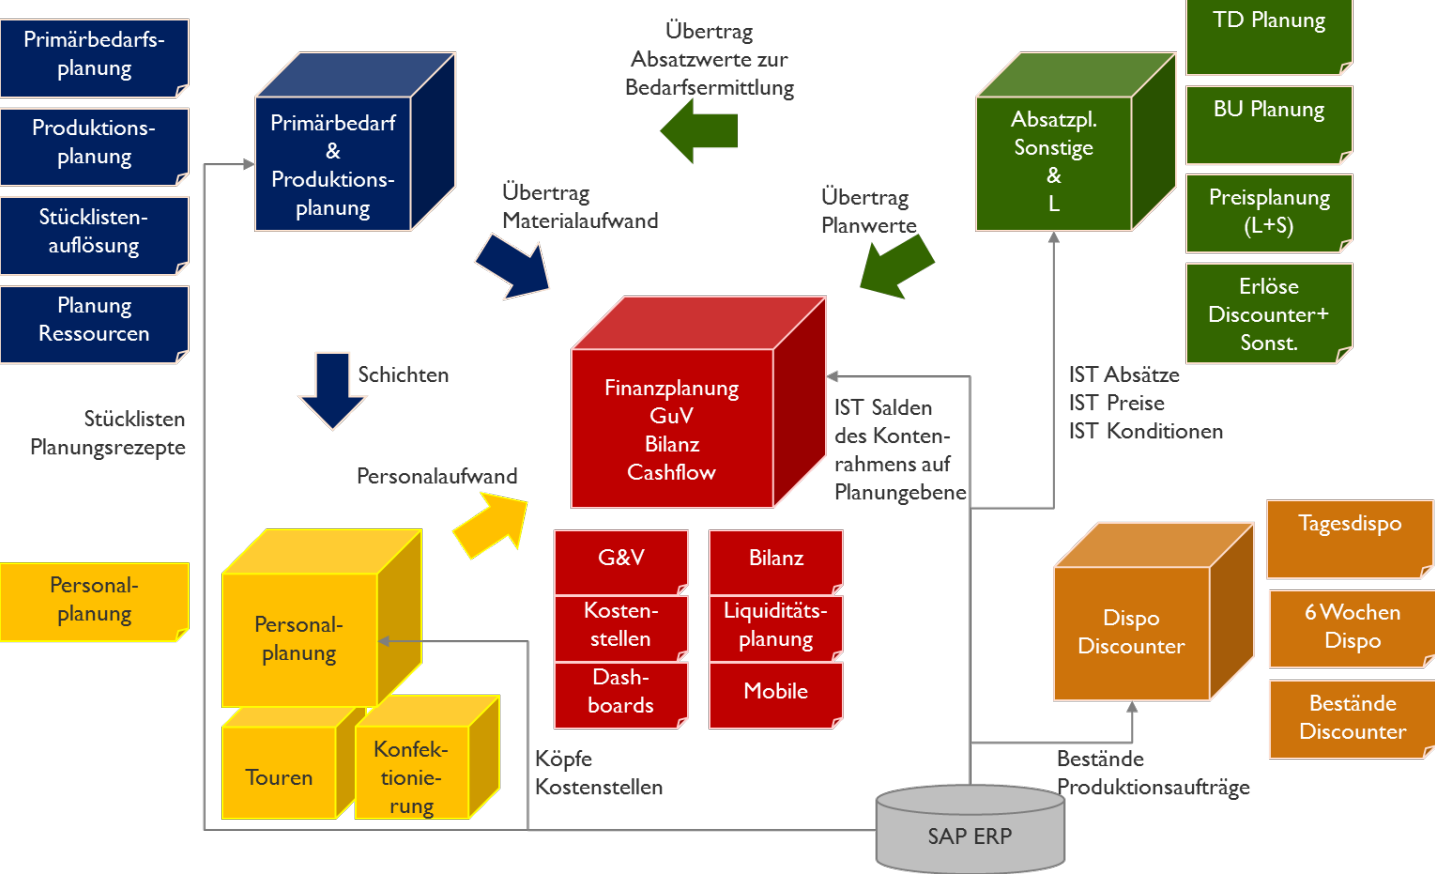 Primärbedarfs-
planung
Produktions-
planung
Stücklisten-
auflösung
Planung
Ressourcen
Primärbedarf
&
Produktions-
planung
Übertrag
Absatzwerte zur
Bedarfsermittlung
Übertrag
Materialaufwand
Übertrag
Planwerte
Absatzpl.
Sonstige
&
L
TD Planung
BU Planung
Preisplanung
(L+S)
Erlöse
Discounter+
Sonst.
Schichten
Stücklisten
Planungsrezepte
Finanzplanung
GuV
Bilanz
Cashflow
IST Salden
des Konten-
rahmens auf
Planungebene
IST Absätze
IST Preise
IST Konditionen
Personalaufwand
Personal-
planung
Personal-
planung
Touren
Konfek-
tionie-
rung
G&V
Bilanz
Kosten-
stellen
Liquiditäts-
planung
Dash-
boards
Mobile
Köpfe
Kostenstellen
Dispo
Discounter
Tagesdispo
6 Wochen
Dispo
Bestände
Discounter
Bestände
Produktionsaufträge
SAP ERP